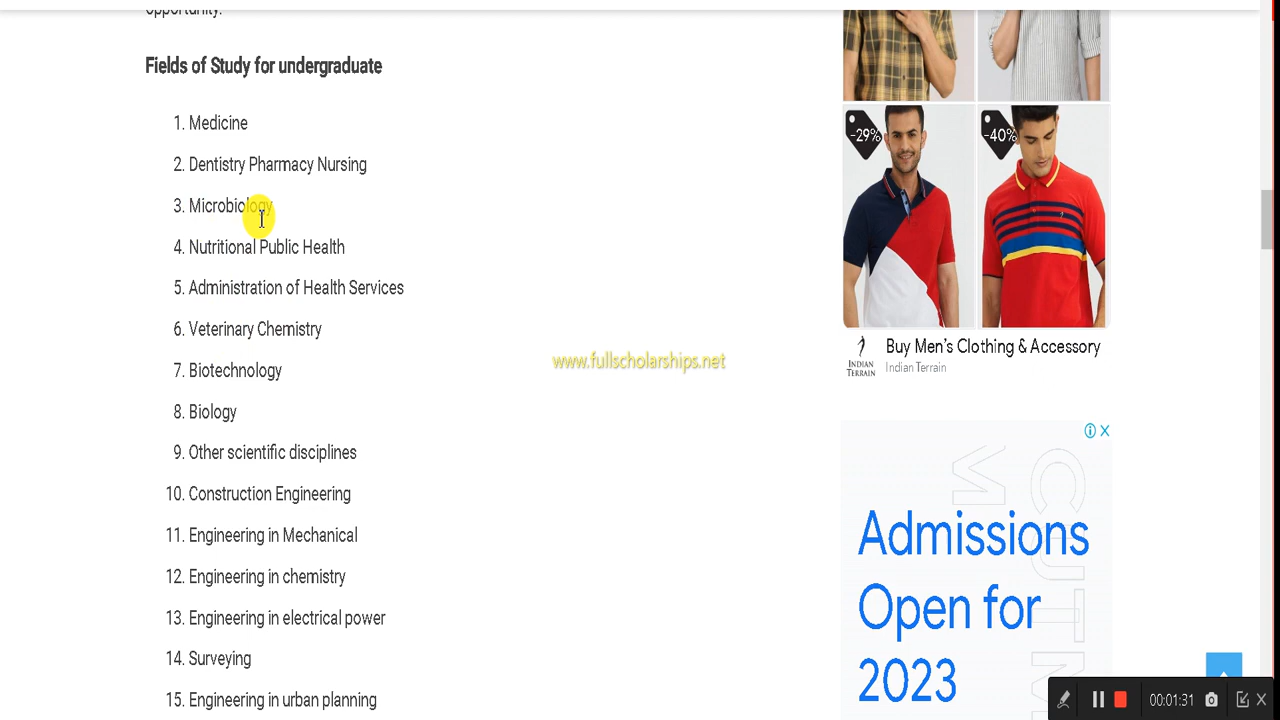 opportunity.
Fields of Study for undergraduate
1. Medicine
2. Dentistry Pharmacy Nursing
3. Microbiology
4. Nutritional Public Health
5. Administration of Health Services
6. Veterinary Chemistry
7. Biotechnology
8. Biology
9. Other scientific disciplines
10. Construction Engineering
11. Engineering in Mechanical
12. Engineering in chemistry
13. Engineering in electrical power
14. Surveying
15. Engineering in urban planning
www.fullscholarships.net
-29%
-40%
INDIAN
TERRAIN
Buy Men's Clothing & Accessory
Indian Terrain
Admissions
Open for
2023
00:01:31